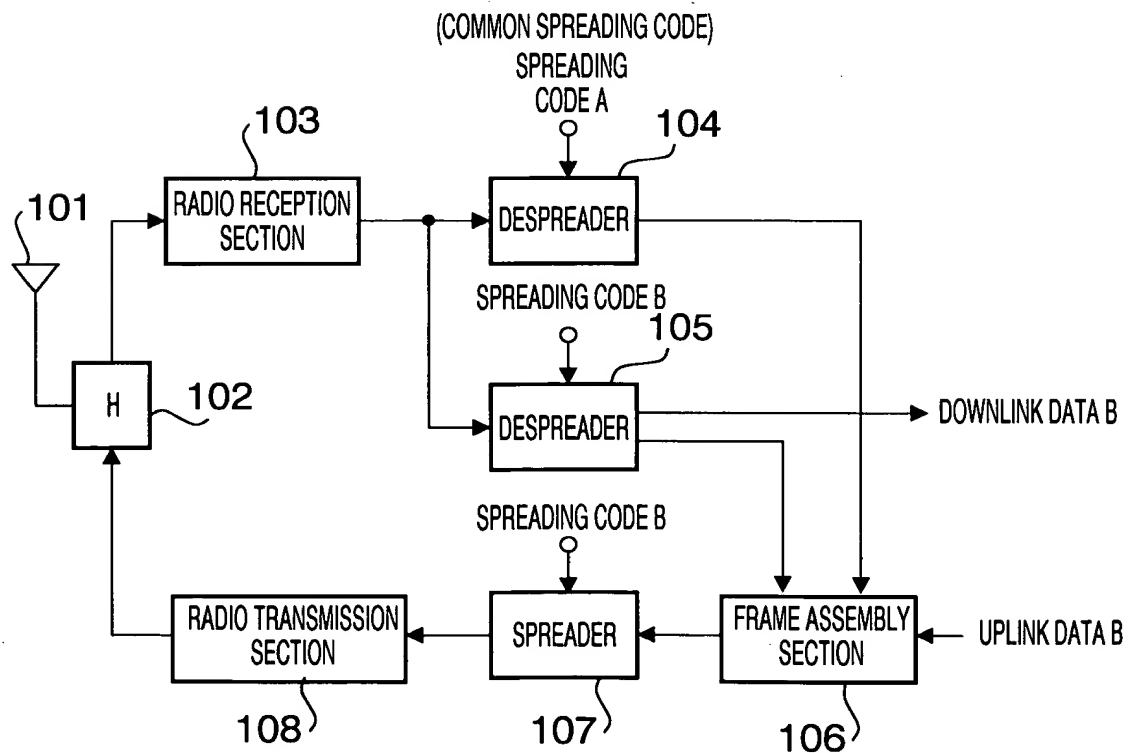 (COMMON SPREADING CODE)
SPREADING
CODE A
103
104
RADIO RECEPTION
SECTION
DESPREADER
101
SPREADING CODE B
105
H
102
DESPREADER
DOWNLINK DATA B
SPREADING CODE B
RADIO TRANSMISSION
SECTION
SPREADER
FRAME ASSEMBLY
SECTION
UPLINK DATA B
108
107
106